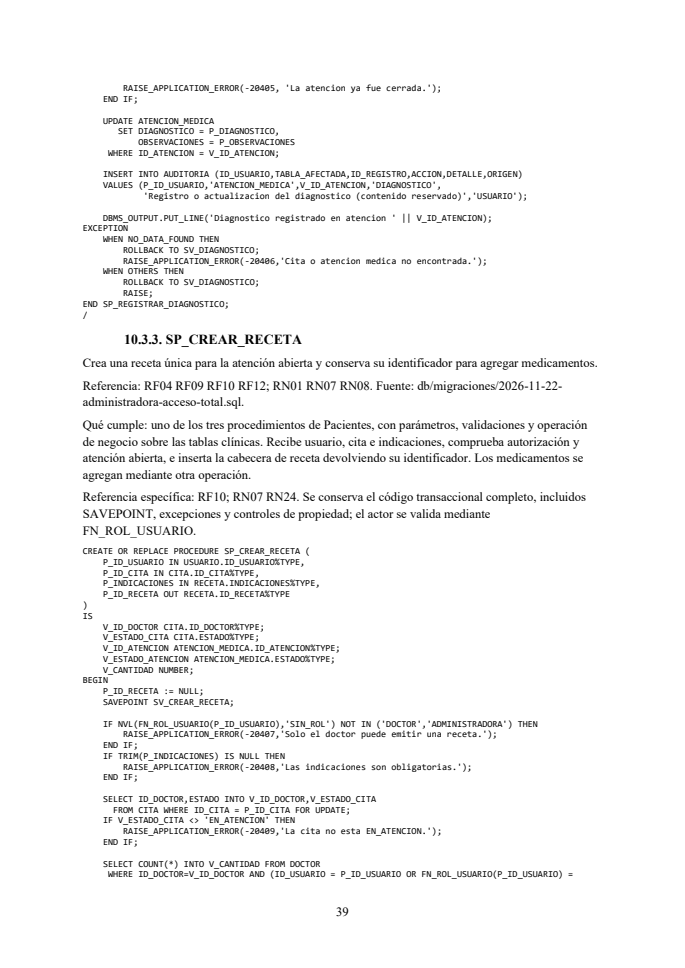 RAISE_APPLICATION_ERROR(-20405, 'La atencion ya fue cerrada.');
END IF;
UPDATE ATENCION_MEDICA
SET DIAGNOSTICO = P_DIAGNOSTICO,
OBSERVACIONES = P_OBSERVACIONES
WHERE ID_ATENCION = V_ID_ATENCION;
INSERT INTO AUDITORIA (ID_USUARIO,TABLA_AFECTADA,ID_REGISTRO,ACCION,DETALLE,ORIGEN)
VALUES (P_ID_USUARIO,'ATENCION_MEDICA',V_ID_ATENCION,'DIAGNOSTICO',
'Registro o actualizacion del diagnostico (contenido reservado)','USUARIO');
DBMS_OUTPUT.PUT_LINE('Diagnostico registrado en atencion ' || V_ID_ATENCION);
EXCEPTION
WHEN NO_DATA_FOUND THEN
ROLLBACK TO SV_DIAGNOSTICO;
RAISE_APPLICATION_ERROR(-20406,'Cita o atencion medica no encontrada.');
WHEN OTHERS THEN
ROLLBACK TO SV_DIAGNOSTICO;
RAISE;
END SP_REGISTRAR_DIAGNOSTICO;
/
10.3.3. SP_CREAR_RECETA
Crea una receta única para la atención abierta y conserva su identificador para agregar medicamentos.
Referencia: RF04 RF09 RF10 RF12; RN01 RN07 RN08. Fuente: db/migraciones/2026-11-22-
administradora-acceso-total.sql.
Qué cumple: uno de los tres procedimientos de Pacientes, con parámetros, validaciones y operación
de negocio sobre las tablas clínicas. Recibe usuario, cita e indicaciones, comprueba autorización y
atención abierta, e inserta la cabecera de receta devolviendo su identificador. Los medicamentos se
agregan mediante otra operación.
Referencia específica: RF10; RN07 RN24. Se conserva el código transaccional completo, incluidos
SAVEPOINT, excepciones y controles de propiedad; el actor se valida mediante
FN_ROL_USUARIO.
CREATE OR REPLACE PROCEDURE SP_CREAR_RECETA (
P_ID_USUARIO IN USUARIO.ID_USUARIO%TYPE,
P_ID_CITA IN CITA.ID_CITA%TYPE,
P_INDICACIONES IN RECETA.INDICACIONES%TYPE,
P_ID_RECETA OUT RECETA.ID_RECETA%TYPE
)
IS
V_ID_DOCTOR CITA.ID_DOCTOR%TYPE;
V_ESTADO_CITA CITA.ESTADO%TYPE;
V_ID_ATENCION ATENCION_MEDICA.ID_ATENCION%TYPE;
V_ESTADO_ATENCION ATENCION_MEDICA.ESTADO%TYPE;
V_CANTIDAD NUMBER;
BEGIN
P_ID_RECETA := NULL;
SAVEPOINT SV_CREAR_RECETA;
IF NVL(FN_ROL_USUARIO(P_ID_USUARIO),'SIN_ROL') NOT IN ('DOCTOR','ADMINISTRADORA') THEN
RAISE_APPLICATION_ERROR(-20407,'Solo el doctor puede emitir una receta.');
END IF;
IF TRIM(P_INDICACIONES) IS NULL THEN
RAISE_APPLICATION_ERROR(-20408,'Las indicaciones son obligatorias.');
END IF;
SELECT ID_DOCTOR,ESTADO INTO V_ID_DOCTOR,V_ESTADO_CITA
FROM CITA WHERE ID_CITA = P_ID_CITA FOR UPDATE;
IF V_ESTADO_CITA <> 'EN_ATENCION' THEN
RAISE_APPLICATION_ERROR(-20409,'La cita no esta EN_ATENCION.');
END IF;
SELECT COUNT(*) INTO V_CANTIDAD FROM DOCTOR
WHERE ID_DOCTOR=V_ID_DOCTOR AND (ID_USUARIO = P_ID_USUARIO OR FN_ROL_USUARIO(P_ID_USUARIO) =
39